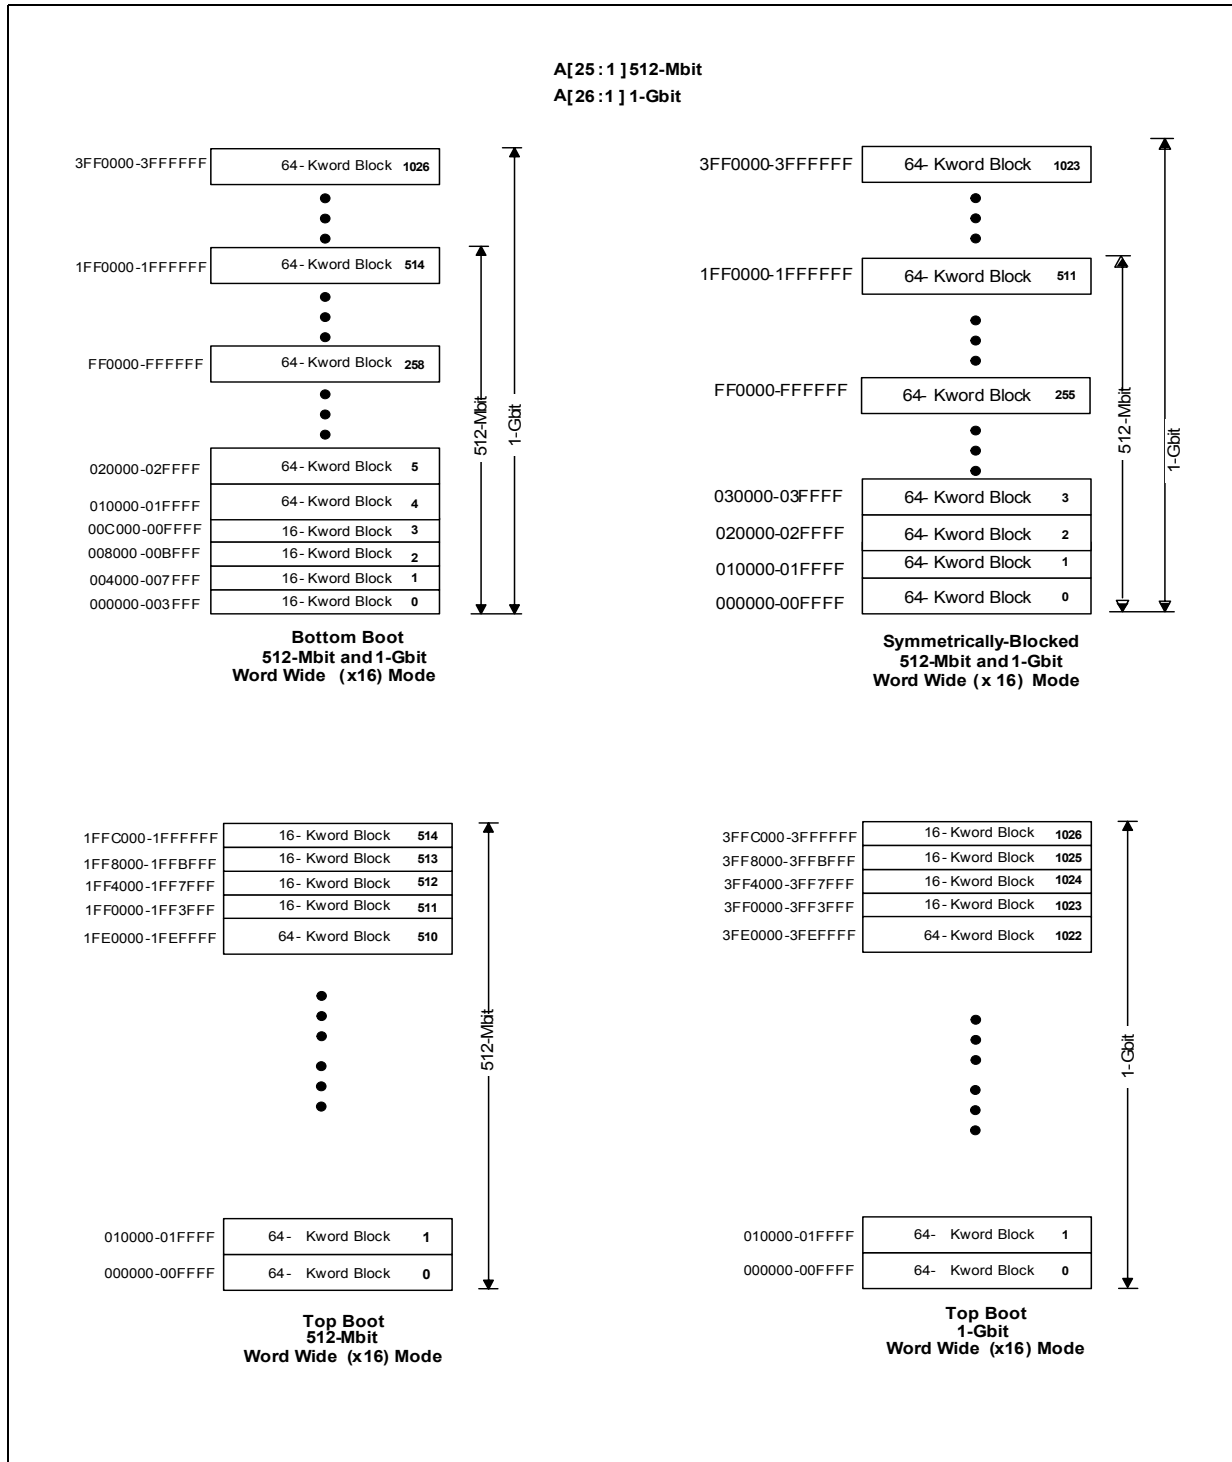 A[25:1]512-Mbit
A[26:1] 1-Gbit
3FF0000-3FFFFFF 64-Kword Block 1026
1FF0000-1FFFFFF 64-Kword Block 514
FF0000-FFFFFF 64-Kword Block 258
020000-02FFFF 64-Kword Block 5
010000-01FFFF 64-Kword Block 4
00C000-00FFFF 16-Kword Block 3
008000-00BFFF 16-Kword Block 2
004000-007FFF 16-Kword Block 1
000000-003FFF 16-Kword Block 0
512-Mbit
1-Gbit
Bottom Boot
512-Mbit and 1-Gbit
Word Wide (x16) Mode
3FF0000-3FFFFFF 64-Kword Block 1023
1FF0000-1FFFFFF 64-Kword Block 511
FF0000-FFFFFF 64-Kword Block 255
030000-03FFFF 64-Kword Block 3
020000-02FFFF 64-Kword Block 2
010000-01FFFF 64-Kword Block 1
000000-00FFFF 64-Kword Block 0
512-Mbit
1-Gbit
Symmetrically-Blocked
512-Mbit and 1-Gbit
Word Wide (x 16) Mode
1FFC000-1FFFFFF 16-Kword Block 514
1FF8000-1FFBFFF 16-Kword Block 513
1FF4000-1FF7FFF 16-Kword Block 512
1FF0000-1FF3FFF 16-Kword Block 511
1FE0000-1FEFFFF 64-Kword Block 510
010000-01FFFF 64- Kword Block 1
000000-00FFFF 64- Kword Block 0
512-Mbit
Top Boot
512-Mbit
Word Wide (x16) Mode
3FFC000-3FFFFFF 16-Kword Block 1026
3FF8000-3FFBFFF 16-Kword Block 1025
3FF4000-3FF7FFF 16-Kword Block 1024
3FF0000-3FF3FFF 16-Kword Block 1023
3FE0000-3FEFFFF 64-Kword Block 1022
010000-01FFFF 64- Kword Block 1
000000-00FFFF 64- Kword Block 0
1-Gbit
Top Boot
1-Gbit
Word Wide (x16) Mode